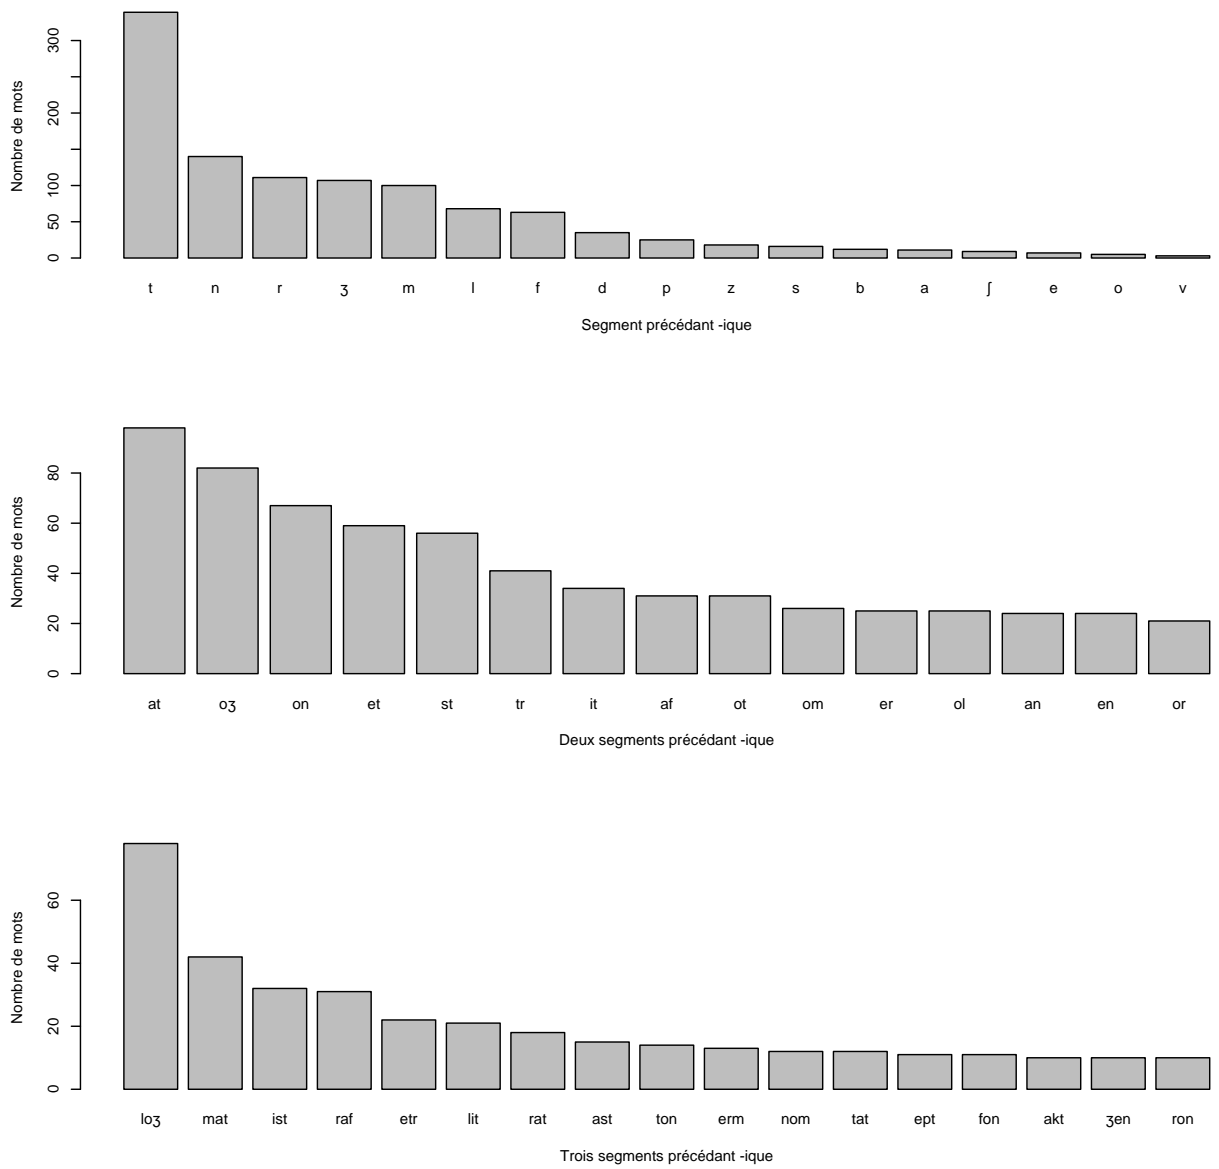 Nombre de mots
300
200
100
50
0
t n r ʒ m l f d p z s b a ʃ e o v
Segment précédant -ique
Nombre de mots
80
60
40
20
0
at oʒ on et st tr it af ot om er ol an en or
Deux segments précédant -ique
Nombre de mots
60
40
20
0
loʒ mat ist raf etr lit rat ast ton erm nom tat ept fon akt ʒen ron
Trois segments précédant -ique